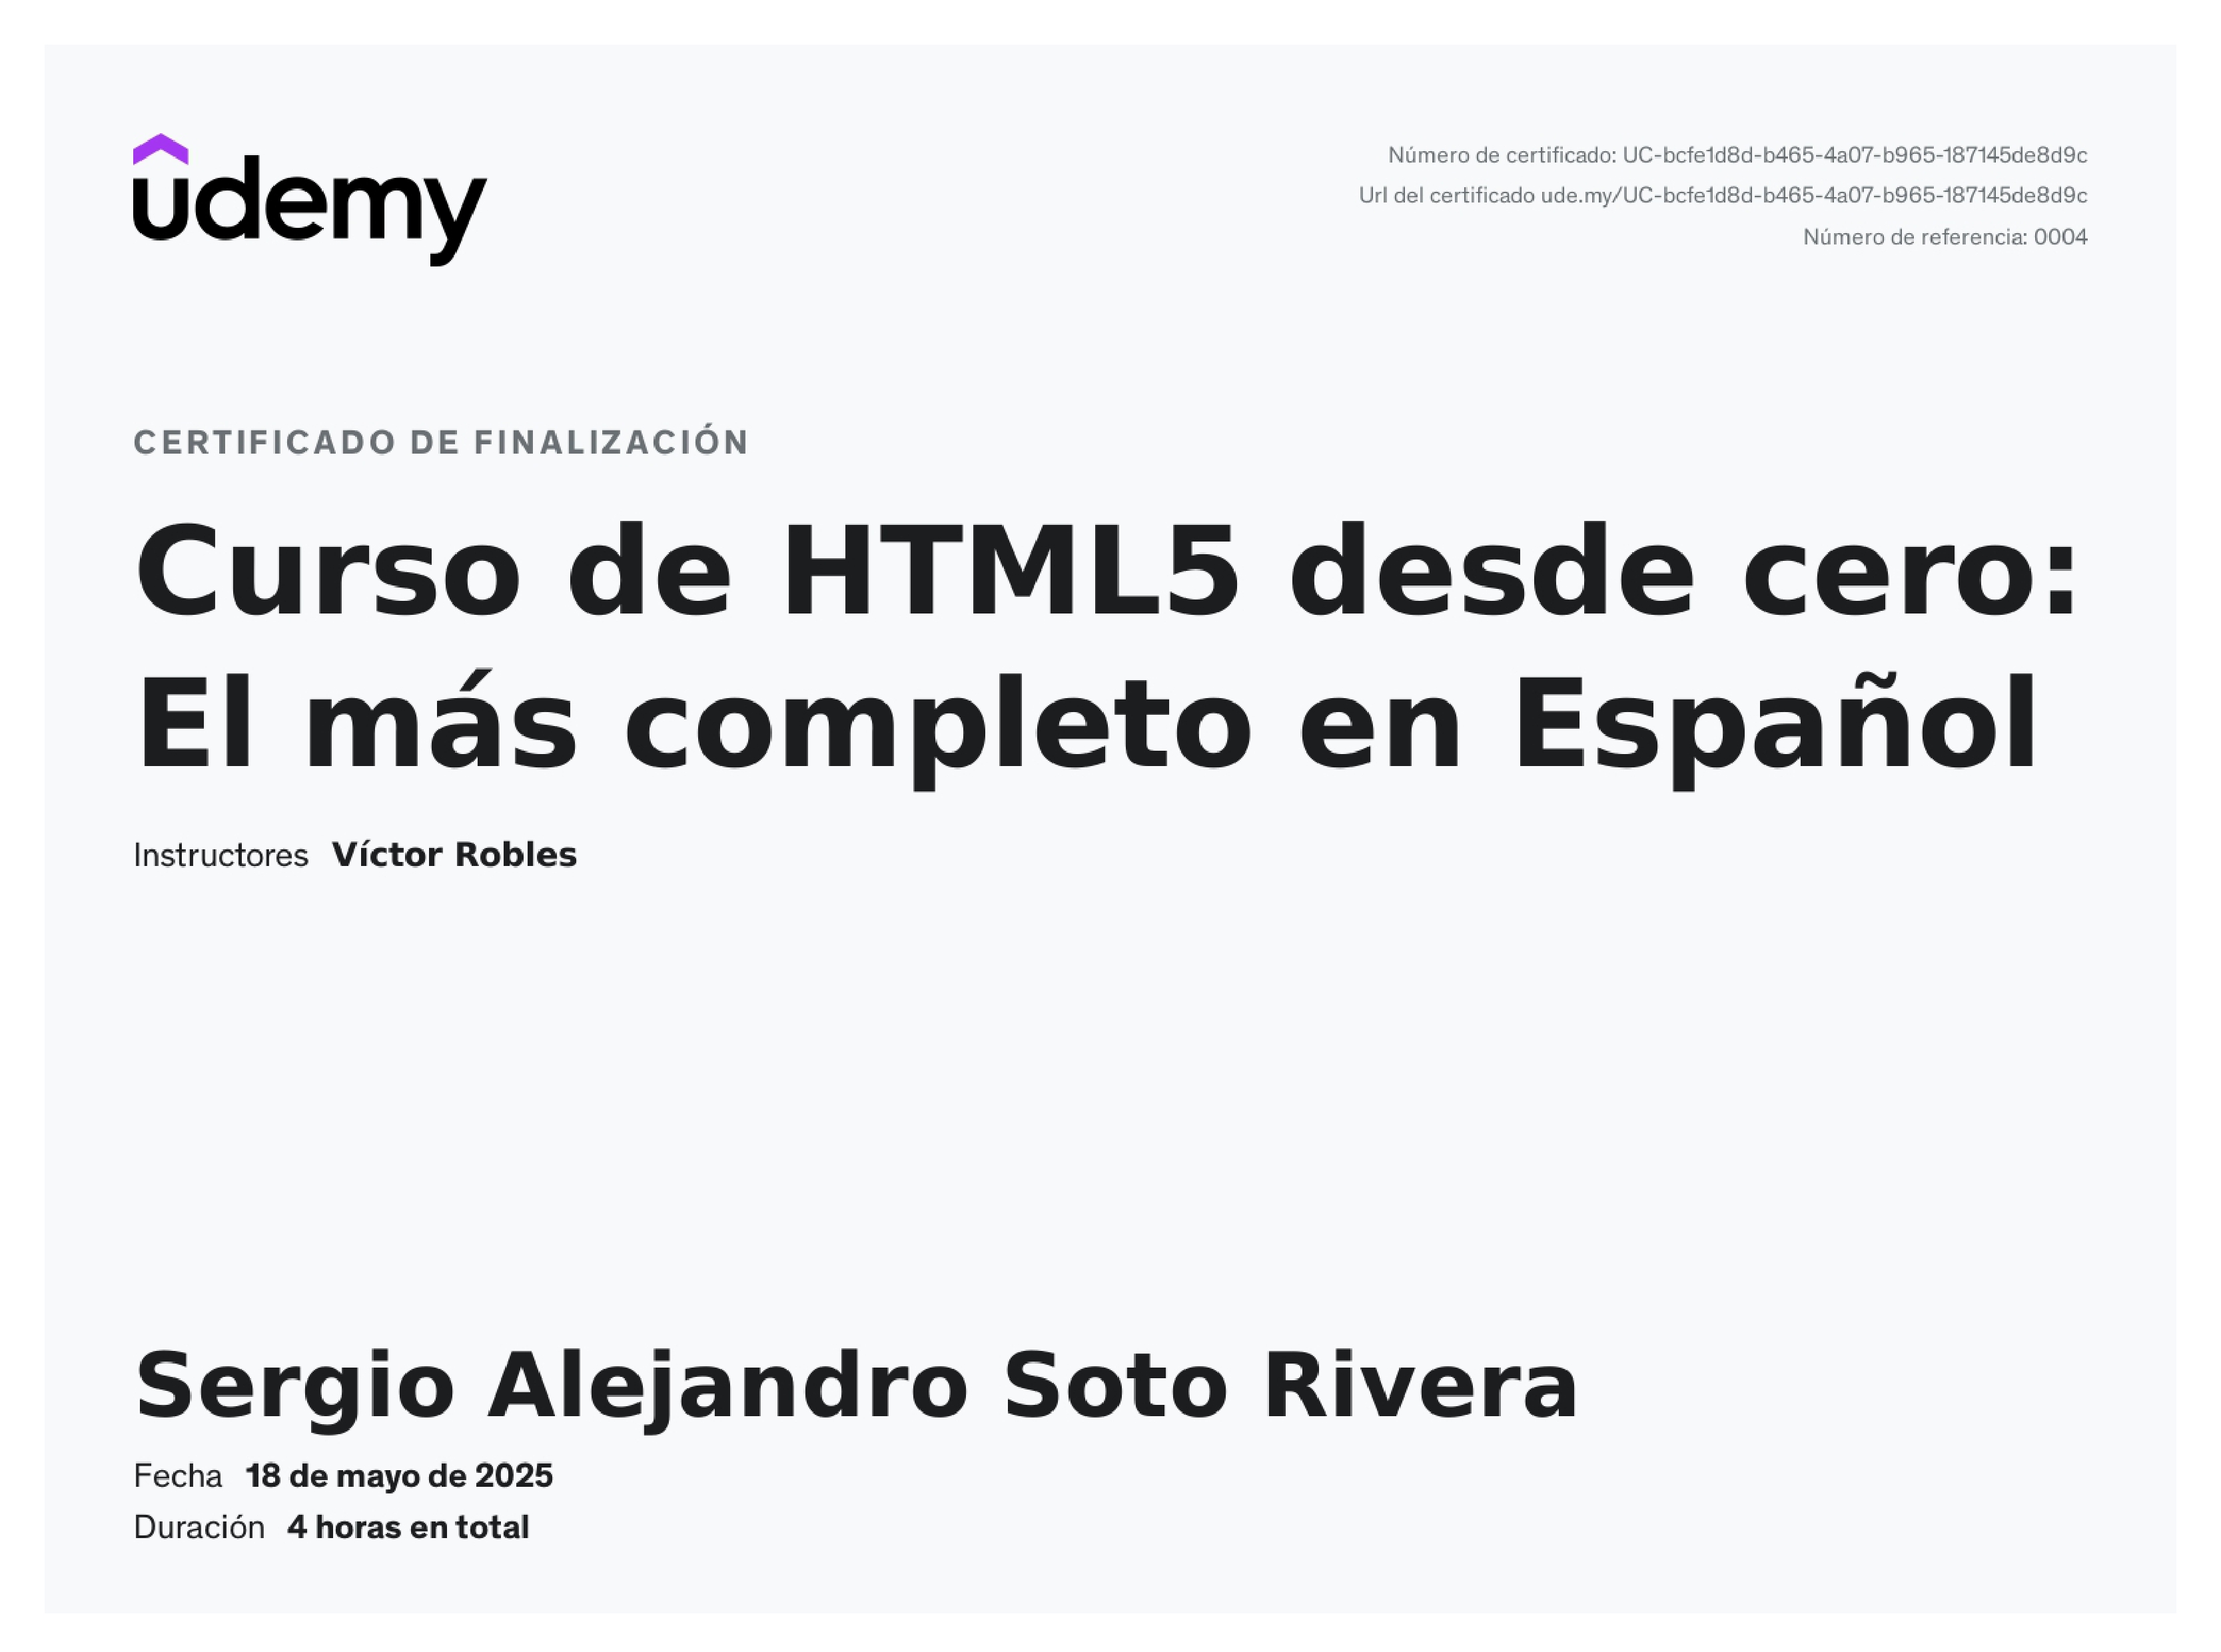 udemy
Número de certificado: UC-bcfe1d8d-b465-4a07-b965-187145de8d9c
Url del certificado ude.my/UC-bcfe1d8d-b465-4a07-b965-187145de8d9c
Número de referencia: 0004
CERTIFICADO DE FINALIZACIÓN
Curso de HTML5 desde cero:
El más completo en Español
Instructores Víctor Robles
Sergio Alejandro Soto Rivera
Fecha 18 de mayo de 2025
Duración 4 horas en total